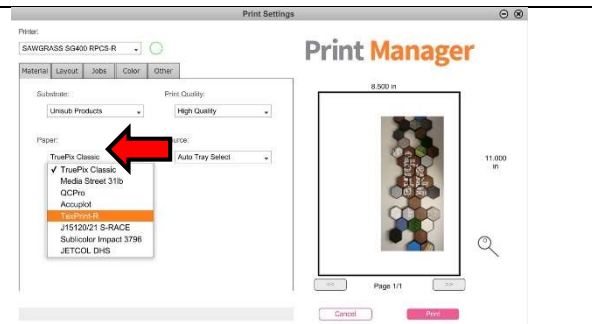 Print Settings
Printer:
SAWGRASS SG400 RPCS-R
Print Manager
Material Layout Jobs Color Other
Substrate: Print Quality:
Unisub Products High Quality
Paper:
TruePix Classic Auto Tray Select
✓ TruePix Classic
Media Street 31lb
QCPro
Accuplot
TexPrint-R
J15120/21 S-RACE
Sublicolor Impact 3796
JETCOL DHS
8.500 in
11.000
in
<< Page 1/1 >>
Cancel Print